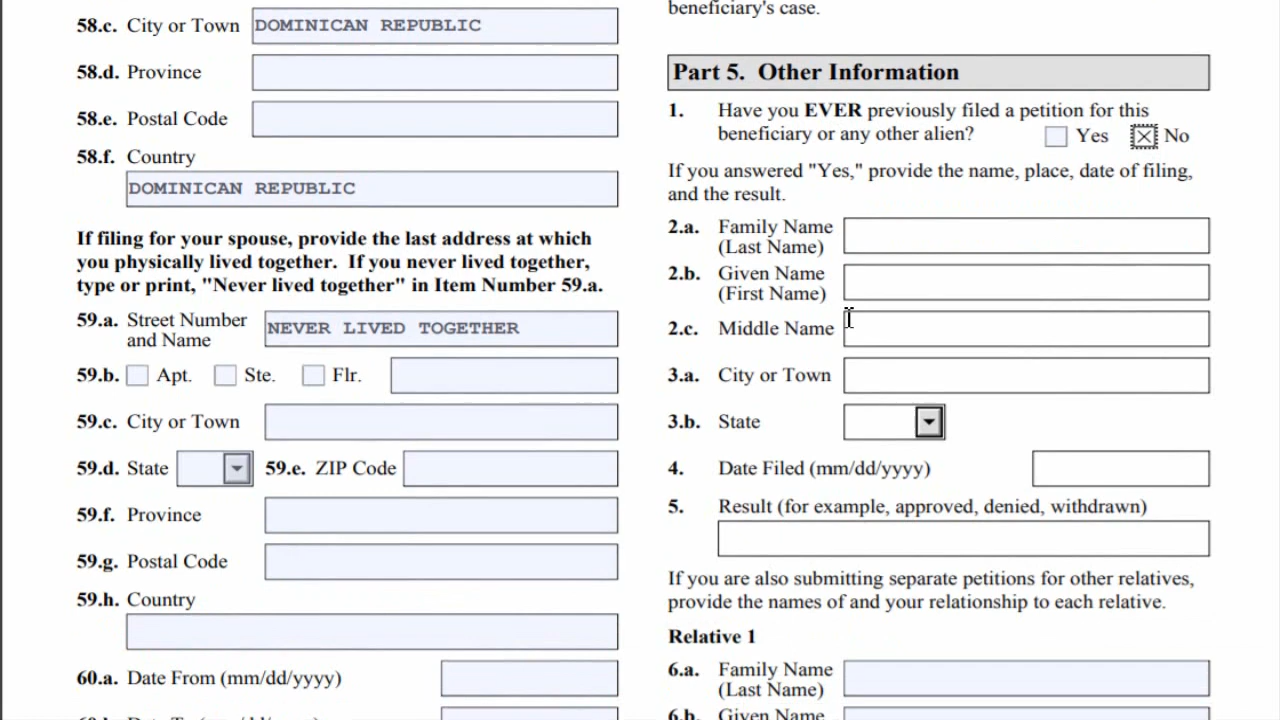 58.c. City or Town DOMINICAN REPUBLIC
58.d. Province
58.e. Postal Code
58.f. Country
DOMINICAN REPUBLIC
If filing for your spouse, provide the last address at which
you physically lived together. If you never lived together,
type or print, "Never lived together" in Item Number 59.a.
59.a. Street Number
and Name
NEVER LIVED TOGETHER
59.b. Apt. Ste. Flr.
59.c. City or Town
59.d. State 59.e. ZIP Code
59.f. Province
59.g. Postal Code
59.h. Country
60.a. Date From (mm/dd/yyyy)
60.b. Date To (mm/dd/yyyy)
beneficiary's case.
Part 5. Other Information
1. Have you EVER previously filed a petition for this
beneficiary or any other alien? Yes No
If you answered "Yes," provide the name, place, date of filing,
and the result.
2.a. Family Name
(Last Name)
2.b. Given Name
(First Name)
2.c. Middle Name
3.a. City or Town
3.b. State
4. Date Filed (mm/dd/yyyy)
5. Result (for example, approved, denied, withdrawn)
If you are also submitting separate petitions for other relatives,
provide the names of and your relationship to each relative.
Relative 1
6.a. Family Name
(Last Name)
6.b. Given Name